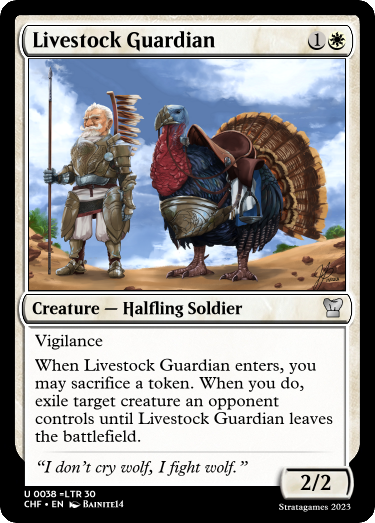 Livestock Guardian 1
Creature — Halfling Soldier
Vigilance
When Livestock Guardian enters, you
may sacrifice a token. When you do,
exile target creature an opponent
controls until Livestock Guardian leaves
the battlefield.
“I don’t cry wolf, I fight wolf.”
2/2
U 0038 =LTR 30
CHF • EN Bainite14
Stratagames 2023